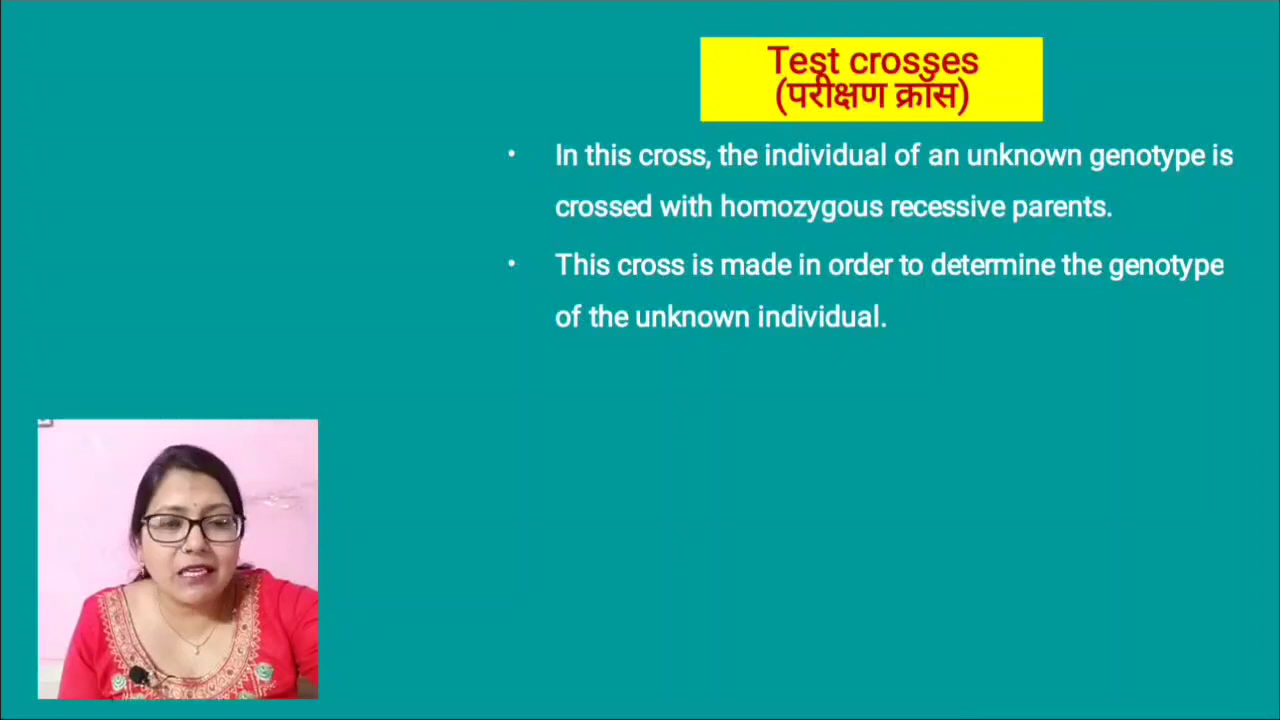 Test crosses
(परीक्षण क्रॉस)
• In this cross, the individual of an unknown genotype is
crossed with homozygous recessive parents.
• This cross is made in order to determine the genotype
of the unknown individual.